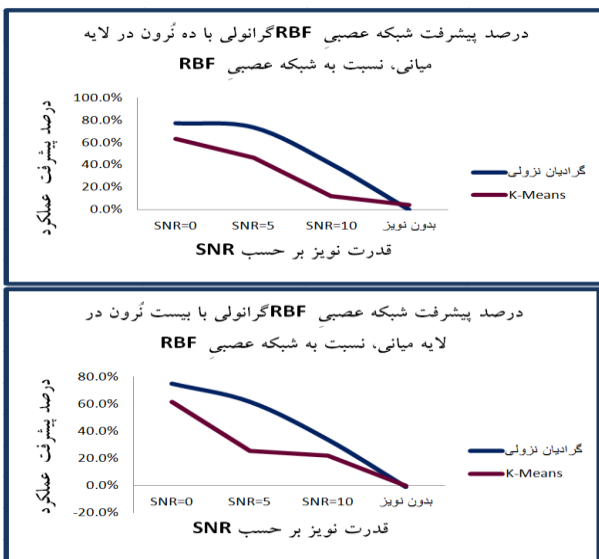 درصد پیشرفت شبکه عصبیِ RBFگرانولی با ده نُرون در لایه
میانی، نسبت به شبکه عصبیِ RBF
درصد پیشرفت عملکرد
100.0%
80.0%
60.0%
40.0%
20.0%
0.0%
SNR=0
SNR=5
SNR=10
بدون نویز
قدرت نویز بر حسب SNR
گرادیان نزولی
K-Means
درصد پیشرفت شبکه عصبیِ RBFگرانولی با بیست نُرون در
لایه میانی، نسبت به شبکه عصبیِ RBF
درصد پیشرفت عملکرد
80.0%
60.0%
40.0%
20.0%
0.0%
-20.0%
SNR=0
SNR=5
SNR=10
بدون نویز
قدرت نویز بر حسب SNR
گرادیان نزولی
K-Means